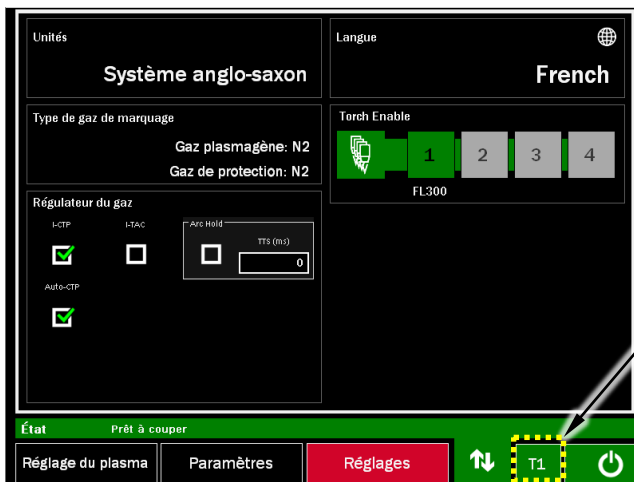 Unités
Système anglo-saxon
Langue
French
Type de gaz de marquage
Gaz plasmagène: N2
Gaz de protection: N2
Torch Enable
1 2 3 4
FL300
Régulateur du gaz
I-CTP I-TAC Arc Hold
TTS (ms)
0
Auto-CTP
État Prêt à couper
Réglage du plasma Paramètres Réglages T1